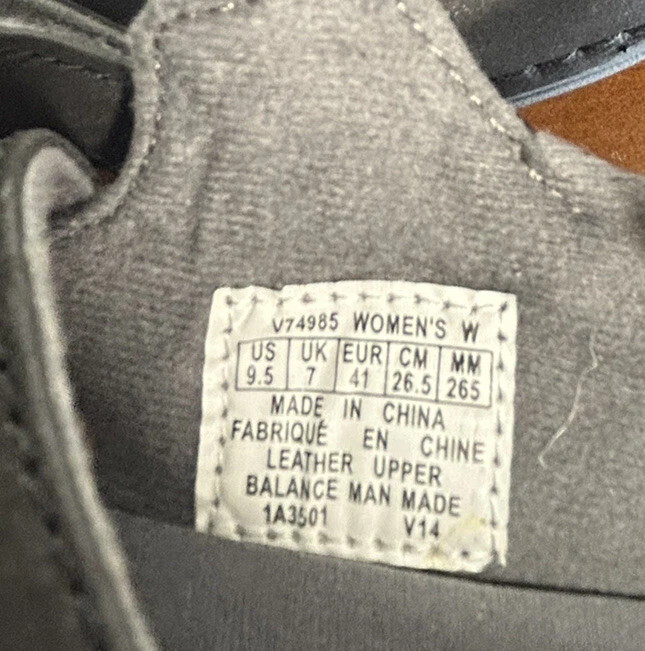 V74985 WOMEN'S W
US UK EUR CM MM
9.5 7 41 26.5 265
MADE IN CHINA
FABRIQUÉ EN CHINE
LEATHER UPPER
BALANCE MAN MADE
1A3501 V14